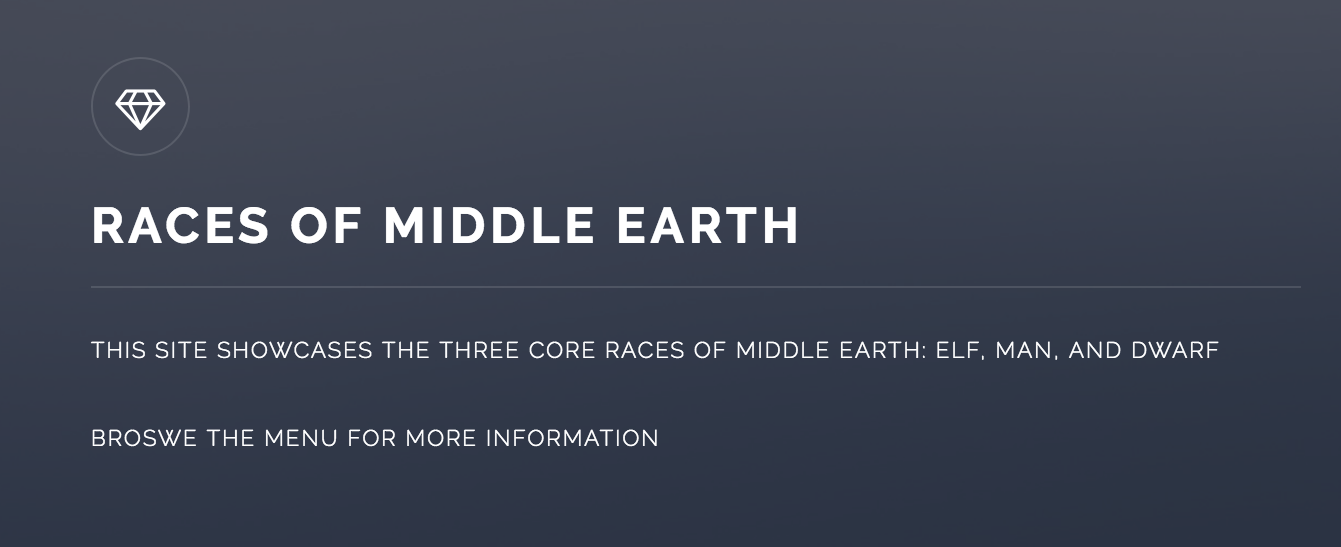 RACES OF MIDDLE EARTH
THIS SITE SHOWCASES THE THREE CORE RACES OF MIDDLE EARTH: ELF, MAN, AND DWARF
BROSWE THE MENU FOR MORE INFORMATION